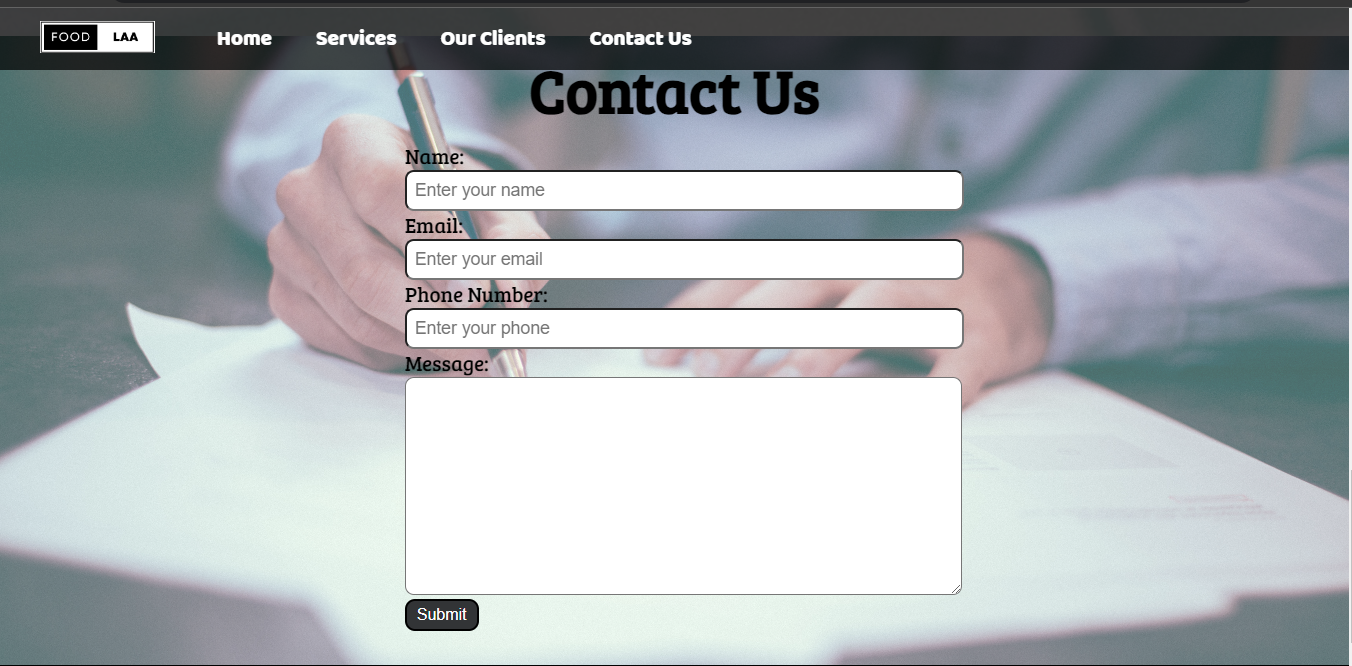 FOOD LAA Home Services Our Clients Contact Us
Contact Us
Name:
Enter your name
Email:
Enter your email
Phone Number:
Enter your phone
Message:
Submit